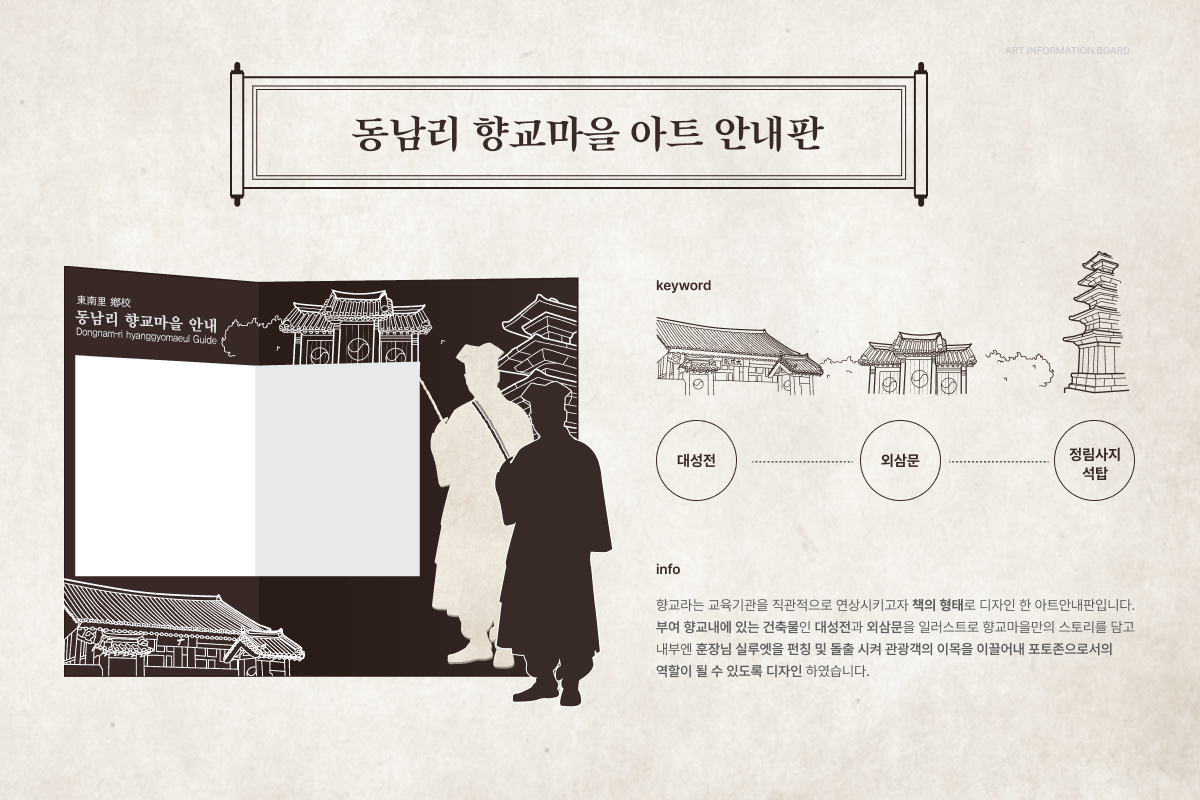 ART INFORMATION BOARD
동남리 향교마을 아트 안내판
東南里 鄕校
동남리 향교마을 안내
Dongnam-ri hyanggyomaeul Guide
keyword
대성전
외삼문
정림사지
석탑
info
향교라는 교육기관을 직관적으로 연상시키고자 책의 형태로 디자인 한 아트안내판입니다.
부여 향교내에 있는 건축물인 대성전과 외삼문을 일러스트로 향교마을만의 스토리를 담고
내부엔 훈장님 실루엣을 펀칭 및 돌출 시켜 관광객의 이목을 이끌어내 포토존으로서의
역할이 될 수 있도록 디자인 하였습니다.